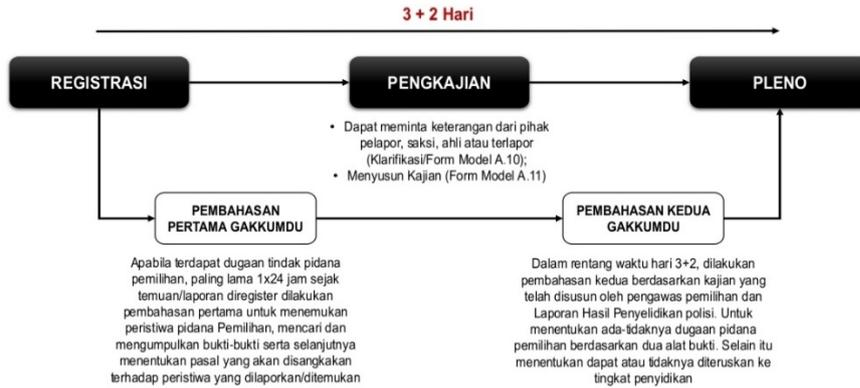 3 + 2 Hari
REGISTRASI
PENGKAJIAN
PLENO
• Dapat meminta keterangan dari pihak
pelapor, saksi, ahli atau terlapor
(Klarifikasi/Form Model A.10);
• Menyusun Kajian (Form Model A.11)
PEMBAHASAN
PERTAMA GAKKUMDU
PEMBAHASAN KEDUA
GAKKUMDU
Apabila terdapat dugaan tindak pidana
pemilihan, paling lama 1x24 jam sejak
temuan/laporan diregister dilakukan
pembahasan pertama untuk menemukan
peristiwa pidana Pemilihan, mencari dan
mengumpulkan bukti-bukti serta selanjutnya
menentukan pasal yang akan disangkakan
terhadap peristiwa yang dilaporkan/ditemukan
Dalam rentang waktu hari 3+2, dilakukan
pembahasan kedua berdasarkan kajian yang
telah disusun oleh pengawas pemilihan dan
Laporan Hasil Penyelidikan polisi. Untuk
menentukan ada-tidaknya dugaan pidana
pemilihan berdasarkan dua alat bukti. Selain itu
menentukan dapat atau tidaknya diteruskan ke
tingkat penyidikan